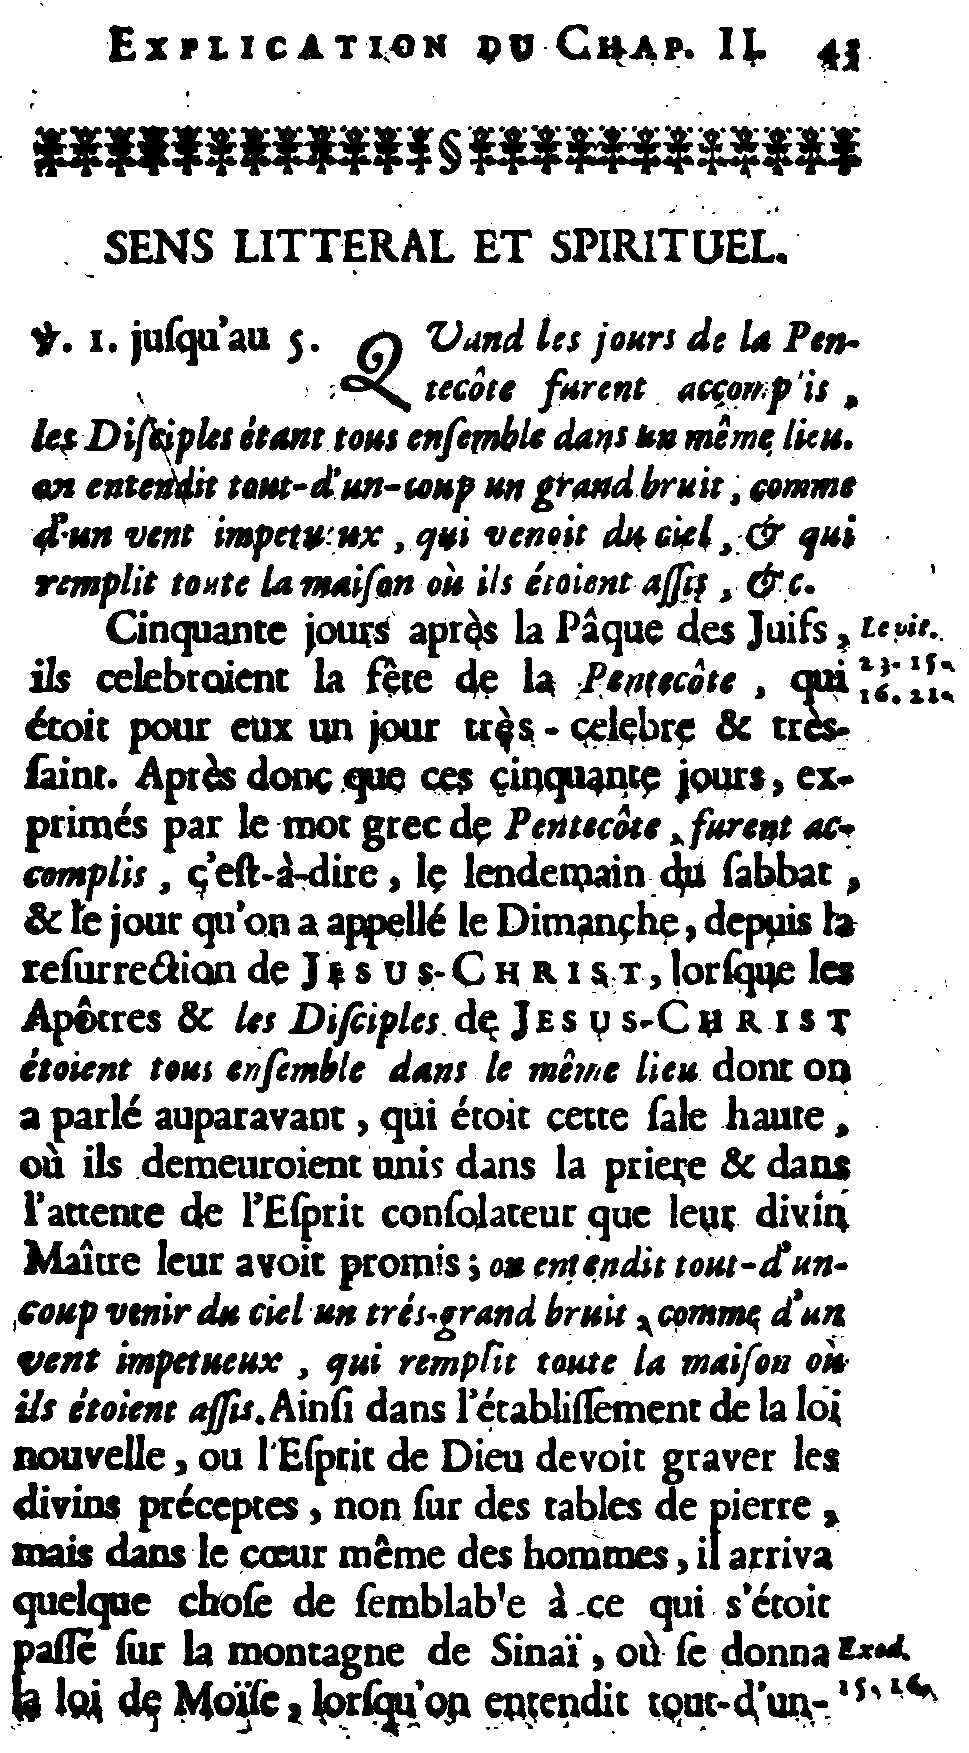 EXPLICATION DU CHAP. II. 43
§
SENS LITTERAL ET SPIRITUEL.
℣. 1. juſqu'au 5. QUand les jours de la Pen-
tecôte furent accomp'is,
les Diſciples étant tous enſemble dans un même lieu.
on entendit tout-d'un-coup un grand bruit, comme
d'un vent impetueux, qui venoit du ciel, & qui
remplit toute la maiſon où ils étoient aſſis, &c.
Cinquante jours après la Pâque des Juifs, Levit.
ils celebroient la fête de la Pentecôte, qui 23. 15.
16. 21.
étoit pour eux un jour très-celebre & très-
ſaint. Après donc que ces cinquante jours, ex-
primés par le mot grec de Pentecôte, furent ac-
complis, c'eſt-à-dire, le lendemain du ſabbat,
& le jour qu'on a appellé le Dimanche, depuis la
reſurrection de JESUS-CHRIST, lorſque les
Apôtres & les Diſciples de JESUS-CHRIST
étoient tous enſemble dans le même lieu dont on
a parlé auparavant, qui étoit cette ſale haute,
où ils demeuroient unis dans la priere & dans
l'attente de l'Eſprit conſolateur que leur divin
Maître leur avoit promis; on entendit tout-d'un-
coup venir du ciel un trés-grand bruit, comme d'un
vent impetueux, qui remplit toute la maiſon où
ils étoient aſſis. Ainſi dans l'établiſſement de la loi
nouvelle, ou l'Eſprit de Dieu devoit graver les
divins préceptes, non ſur des tables de pierre,
mais dans le cœur même des hommes, il arriva
quelque choſe de ſemblab'e à ce qui s'étoit
paſſé ſur la montagne de Sinaï, où ſe donna Exod.
la loi de Moïſe, lorſqu'on entendit tout-d'un- 15. 16.